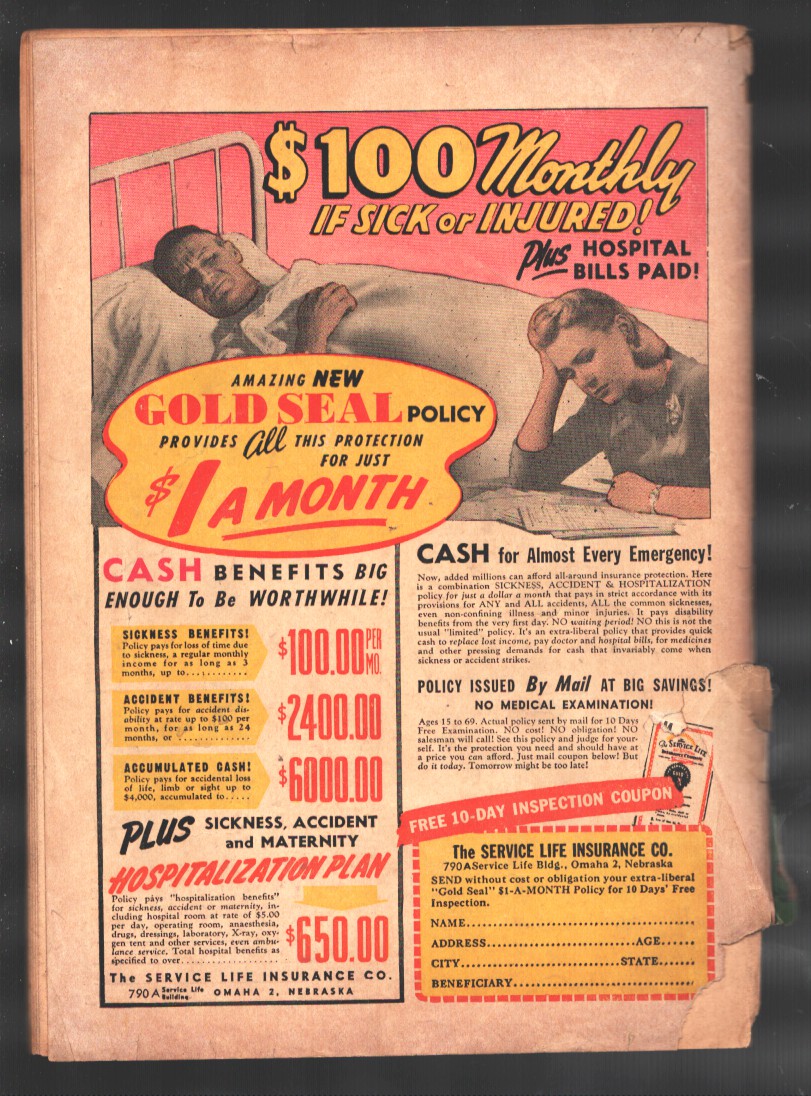 $100 Monthly
IF SICK or INJURED!
Plus HOSPITAL
BILLS PAID!
AMAZING NEW
GOLD SEAL POLICY
PROVIDES All THIS PROTECTION
FOR JUST
$1 A MONTH
CASH BENEFITS BIG
ENOUGH To Be WORTHWHILE!
SICKNESS BENEFITS!
Policy pays for loss of time due
to sickness, a regular monthly
income for as long as 3
months, up to...........
$100.00 PER
MO.
ACCIDENT BENEFITS!
Policy pays for accident dis-
ability at rate up to $100 per
month, for as long as 24
months, or ..............
$2400.00
ACCUMULATED CASH!
Policy pays for accidental loss
of life, limb or sight up to
$4,000, accumulated to.....
$6000.00
PLUS SICKNESS, ACCIDENT
and MATERNITY
HOSPITALIZATION PLAN
Policy pays "hospitalization benefits"
for sickness, accident or maternity, in-
cluding hospital room at rate of $5.00
per day, operating room, anaesthesia,
drugs, dressings, laboratory, X-ray, oxy-
gen tent and other services, even ambu-
lance service. Total hospital benefits as
specified to over.................
$650.00
The SERVICE LIFE INSURANCE CO.
790A Service Life
Building OMAHA 2, NEBRASKA
CASH for Almost Every Emergency!
Now, added millions can afford all-around insurance protection. Here
is a combination SICKNESS, ACCIDENT & HOSPITALIZATION
policy for just a dollar a month that pays in strict accordance with its
provisions for ANY and ALL accidents, ALL the common sicknesses,
even non-confining illness and minor injuries. It pays disability
benefits from the very first day. NO waiting period! NO this is not the
usual "limited" policy. It's an extra-liberal policy that provides quick
cash to replace lost income, pay doctor and hospital bills, for medicines
and other pressing demands for cash that invariably come when
sickness or accident strikes.
POLICY ISSUED By Mail AT BIG SAVINGS!
NO MEDICAL EXAMINATION!
Ages 15 to 69. Actual policy sent by mail for 10 Days
Free Examination. NO cost! NO obligation! NO
salesman will call! See this policy and judge for your-
self. It's the protection you need and should have at
a price you can afford. Just mail coupon below! But
do it today. Tomorrow might be too late!
The SERVICE LIFE
FREE 10-DAY INSPECTION COUPON
The SERVICE LIFE INSURANCE CO.
790A Service Life Bldg., Omaha 2, Nebraska
SEND without cost or obligation your extra-liberal
"Gold Seal" $1-A-MONTH Policy for 10 Days' Free
Inspection.
NAME..............................................
ADDRESS..............................AGE......
CITY................................STATE.......
BENEFICIARY....................................